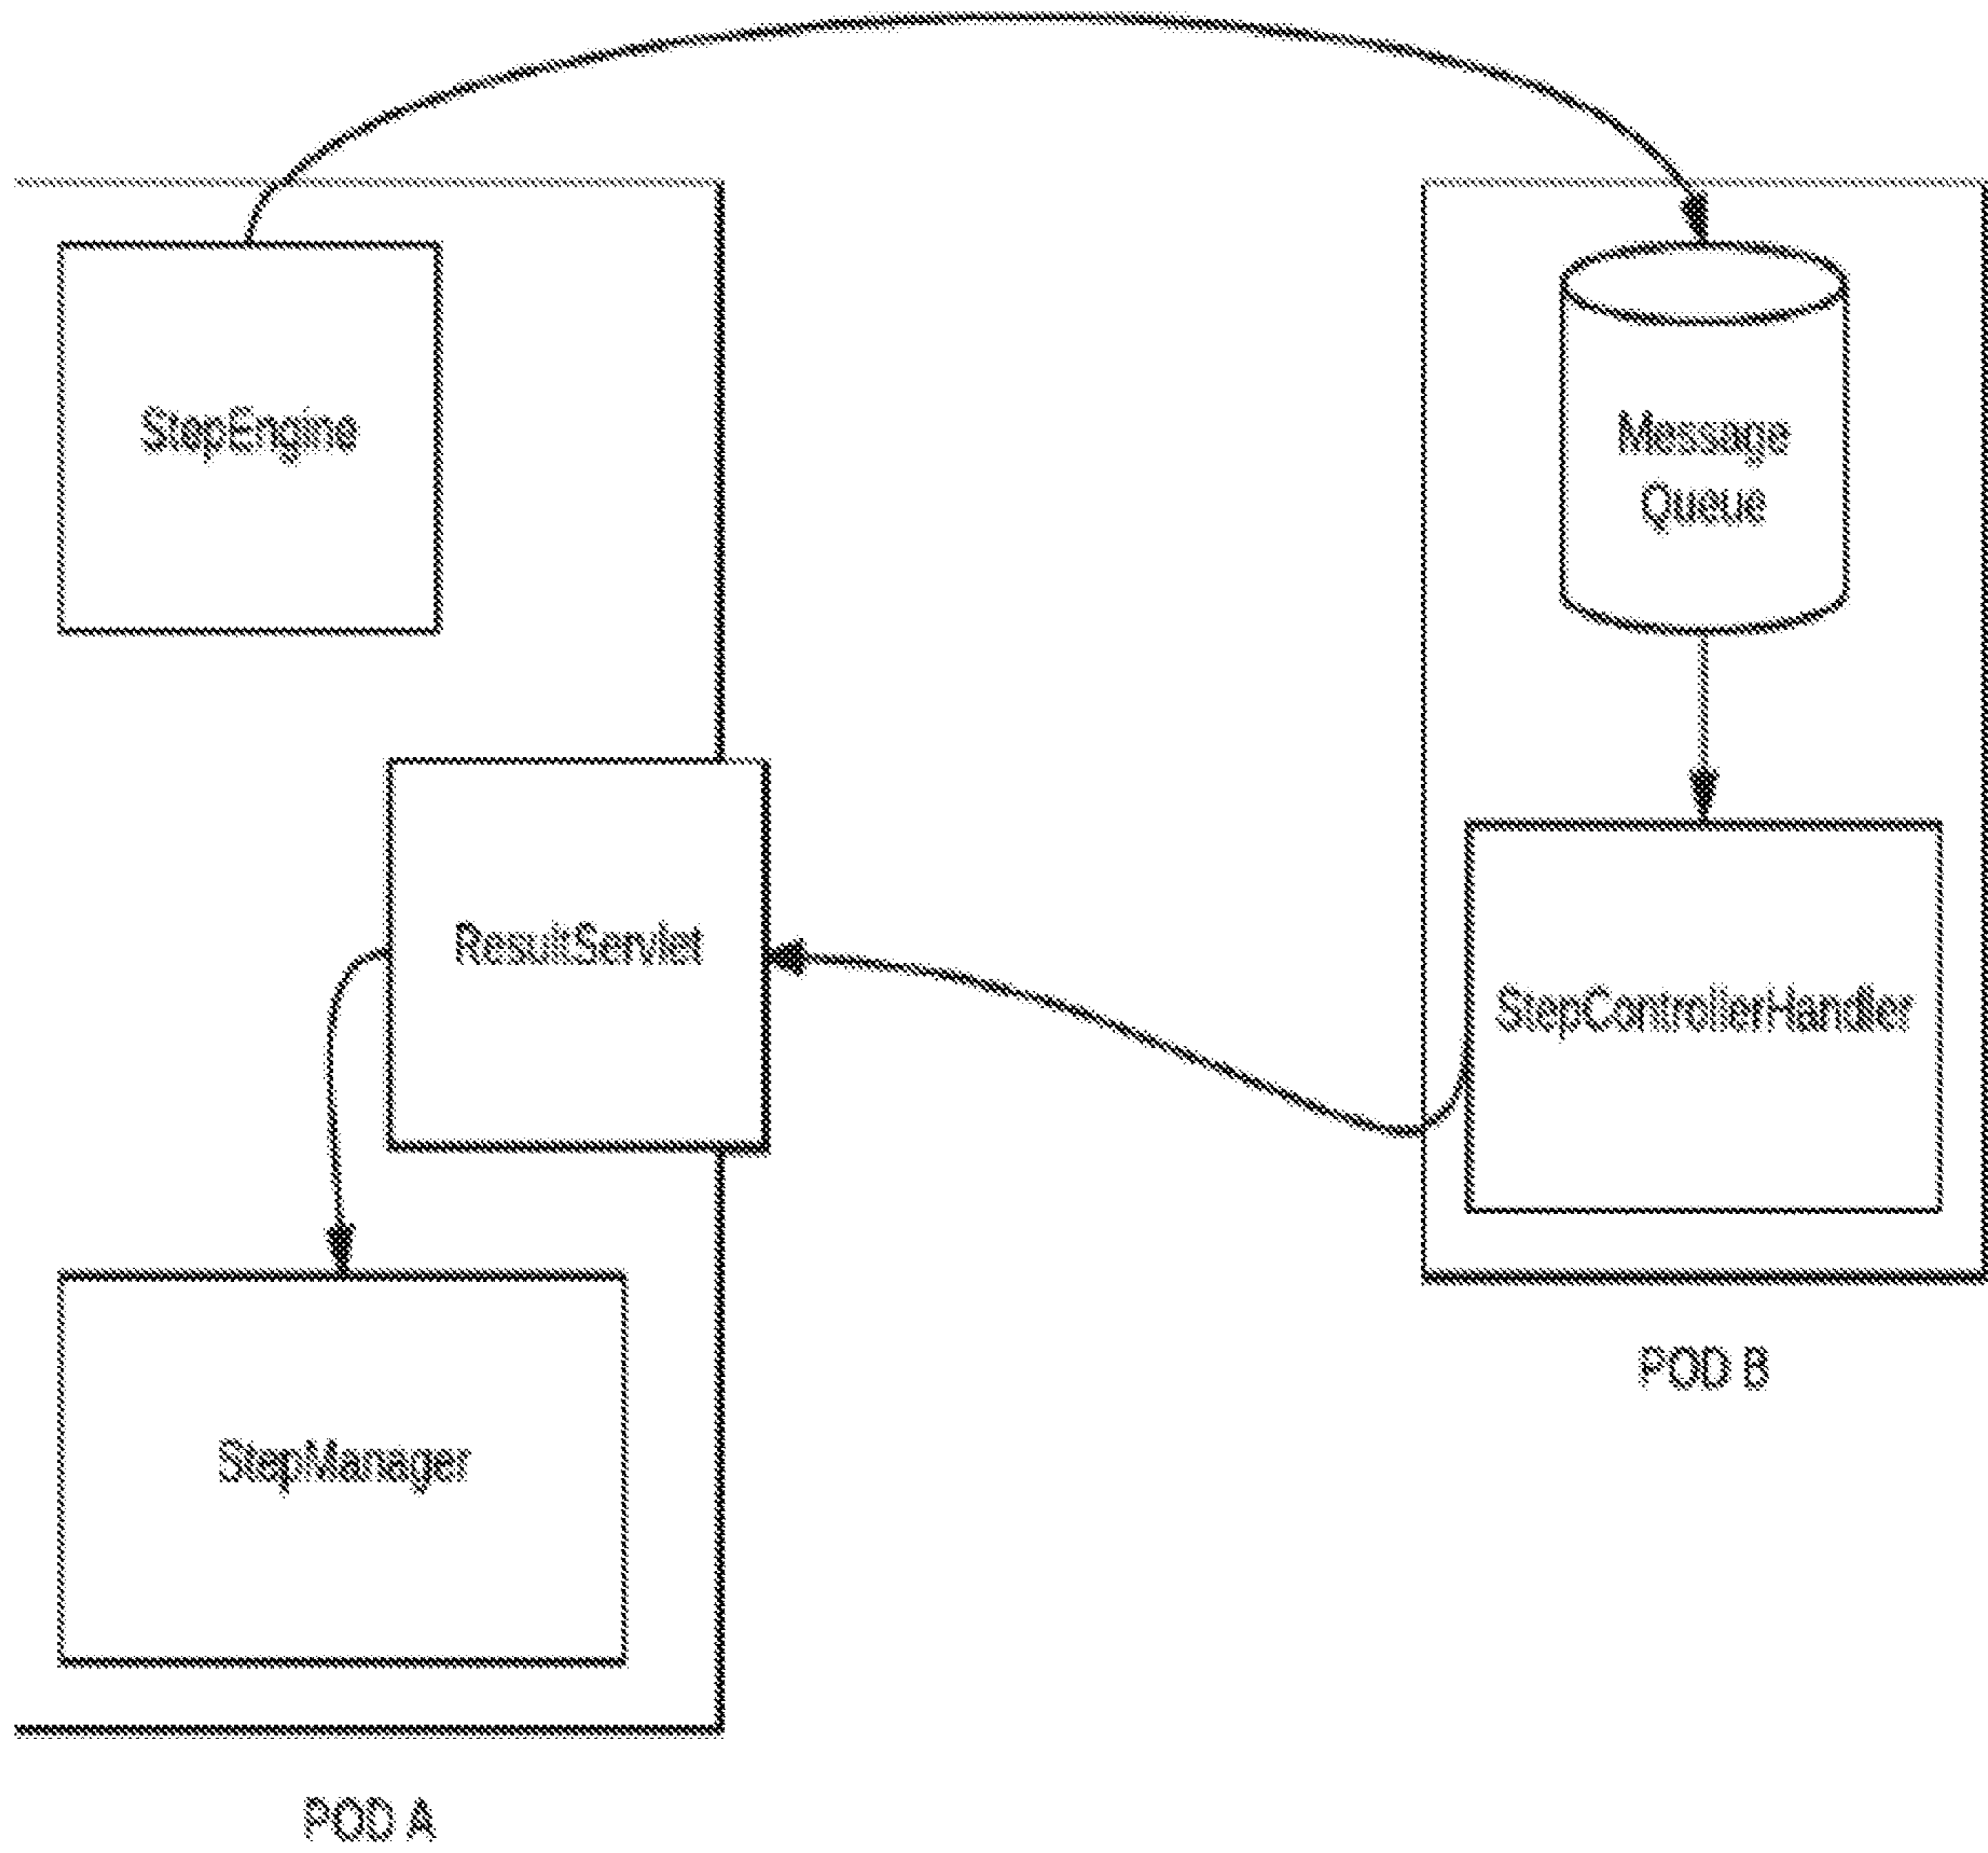 StepEngine
Message
Queue
ResultServlet
StepControllerHandler
POD B
StepManager
POD A